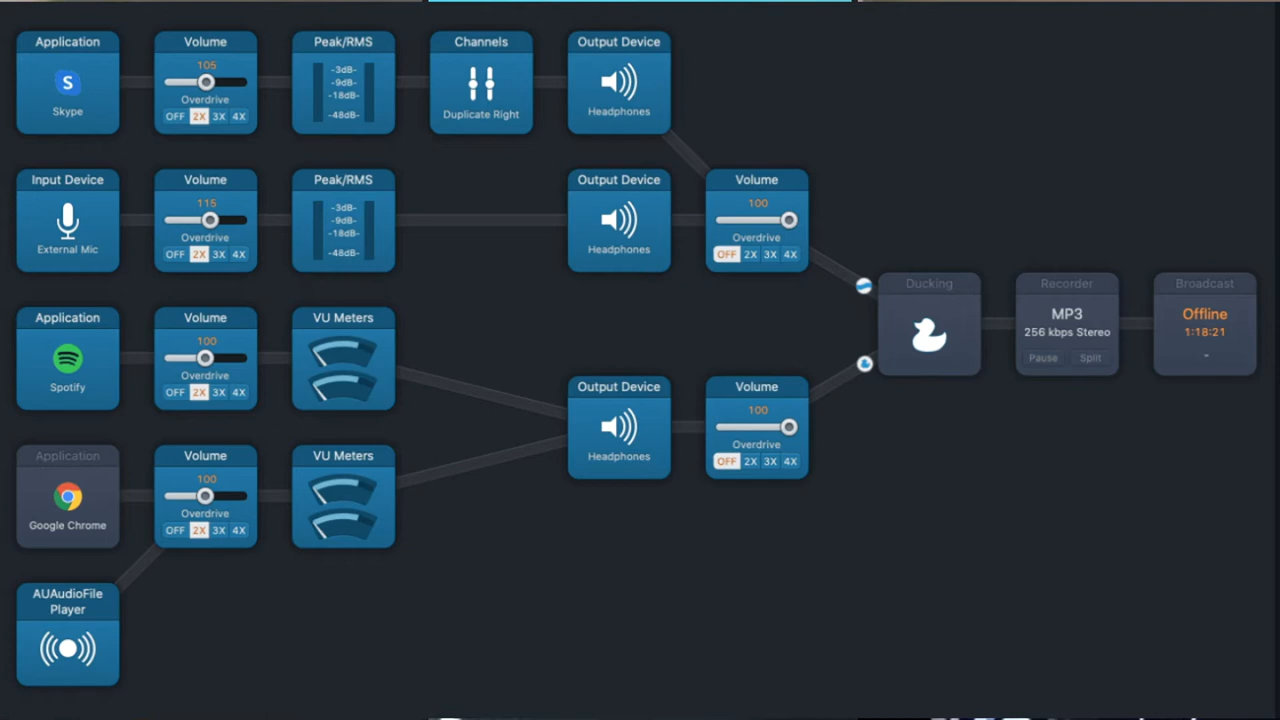 Application
Skype
Volume
105
Overdrive
OFF 2X 3X 4X
Peak/RMS
-3dB-
-9dB-
-18dB-
-48dB-
Channels
Duplicate Right
Output Device
Headphones
Input Device
External Mic
Volume
115
Overdrive
OFF 2X 3X 4X
Peak/RMS
-3dB-
-9dB-
-18dB-
-48dB-
Output Device
Headphones
Volume
100
Overdrive
OFF 2X 3X 4X
Application
Spotify
Volume
100
Overdrive
OFF 2X 3X 4X
VU Meters
Application
Google Chrome
Volume
100
Overdrive
OFF 2X 3X 4X
VU Meters
Output Device
Headphones
Volume
100
Overdrive
OFF 2X 3X 4X
Ducking
Recorder
MP3
256 kbps Stereo
Pause Split
Broadcast
Offline
1:18:21
-
AUAudioFile
Player